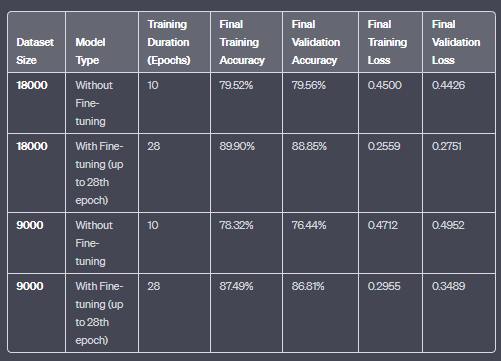 Dataset Size | Model Type | Training Duration (Epochs) | Final Training Accuracy | Final Validation Accuracy | Final Training Loss | Final Validation Loss
18000 | Without Fine-tuning | 10 | 79.52% | 79.56% | 0.4500 | 0.4426
18000 | With Fine-tuning (up to 28th epoch) | 28 | 89.90% | 88.85% | 0.2559 | 0.2751
9000 | Without Fine-tuning | 10 | 78.32% | 76.44% | 0.4712 | 0.4952
9000 | With Fine-tuning (up to 28th epoch) | 28 | 87.49% | 86.81% | 0.2955 | 0.3489